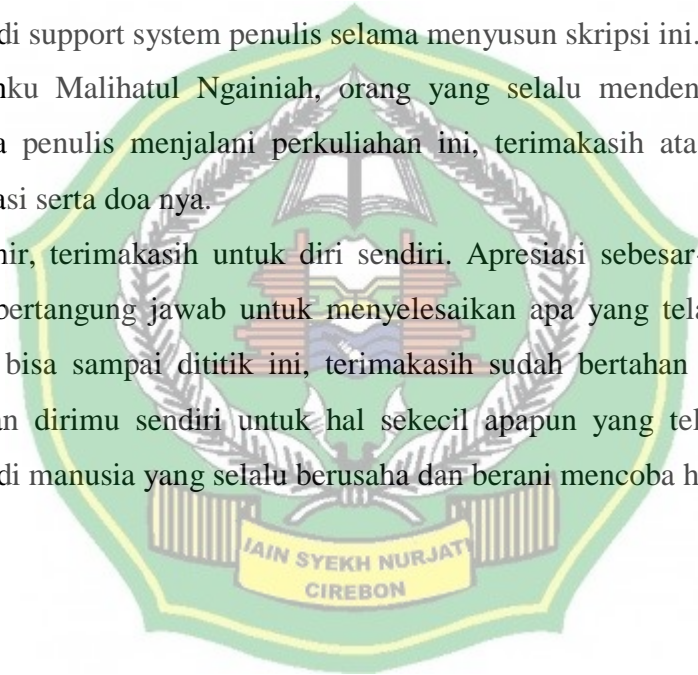 di support system penulis selama menyusun skripsi ini.
nku Malihatul Ngainiah, orang yang selalu menden
a penulis menjalani perkuliahan ini, terimakasih ata
asi serta doa nya.
hir, terimakasih untuk diri sendiri. Apresiasi sebesar-
bertangung jawab untuk menyelesaikan apa yang tela
bisa sampai dititik ini, terimakasih sudah bertahan
an dirimu sendiri untuk hal sekecil apapun yang tel
di manusia yang selalu berusaha dan berani mencoba h
IAIN SYEKH NURJATI
CIREBON